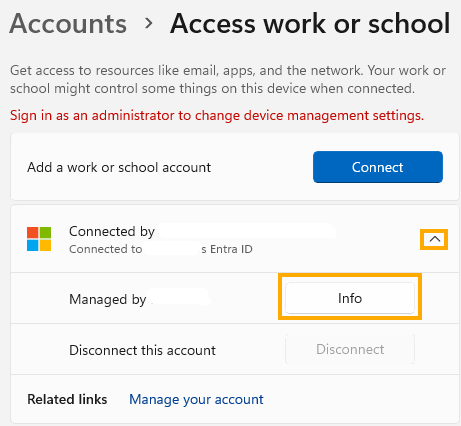 Accounts > Access work or school
Get access to resources like email, apps, and the network. Your work or
school might control some things on this device when connected.
Sign in as an administrator to change device management settings.
Add a work or school account
Connect
Connected by
Connected to s Entra ID
Managed by
Info
Disconnect this account
Disconnect
Related links
Manage your account